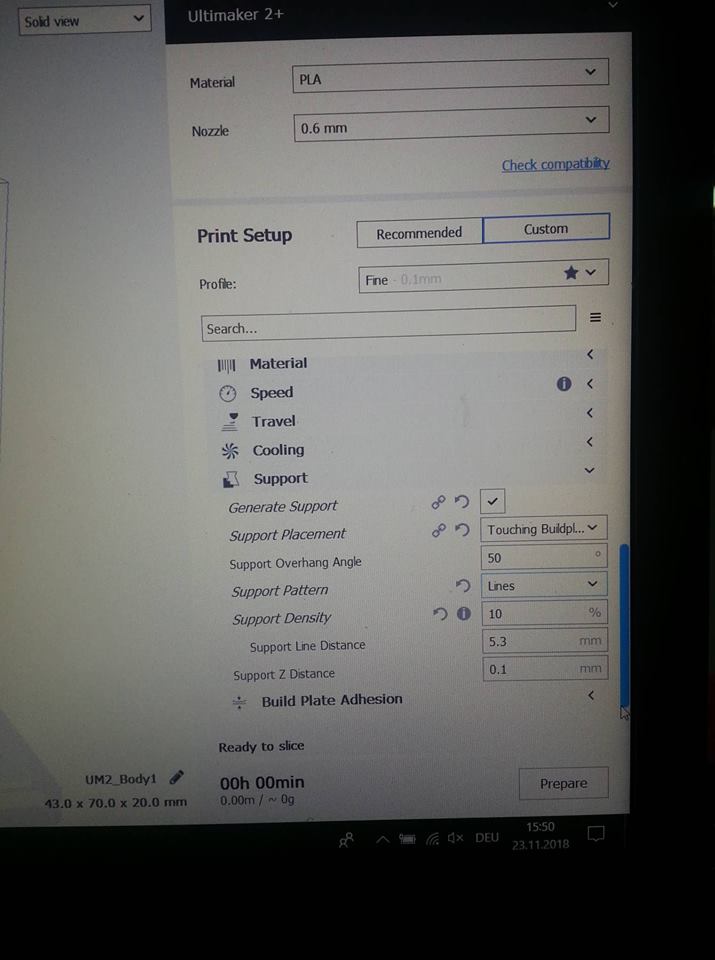 Solid view
Ultimaker 2+
Material
PLA
Nozzle
0.6 mm
Check compatibility
Print Setup
Recommended
Custom
Profile:
Fine - 0.1mm
Search...
Material
Speed
Travel
Cooling
Support
Generate Support
Support Placement
Touching Buildpl...
Support Overhang Angle
50 °
Support Pattern
Lines
Support Density
10 %
Support Line Distance
5.3 mm
Support Z Distance
0.1 mm
Build Plate Adhesion
Ready to slice
UM2_Body1
00h 00min
Prepare
43.0 x 70.0 x 20.0 mm
0.00m / ~ 0g
DEU
15:50
23.11.2018